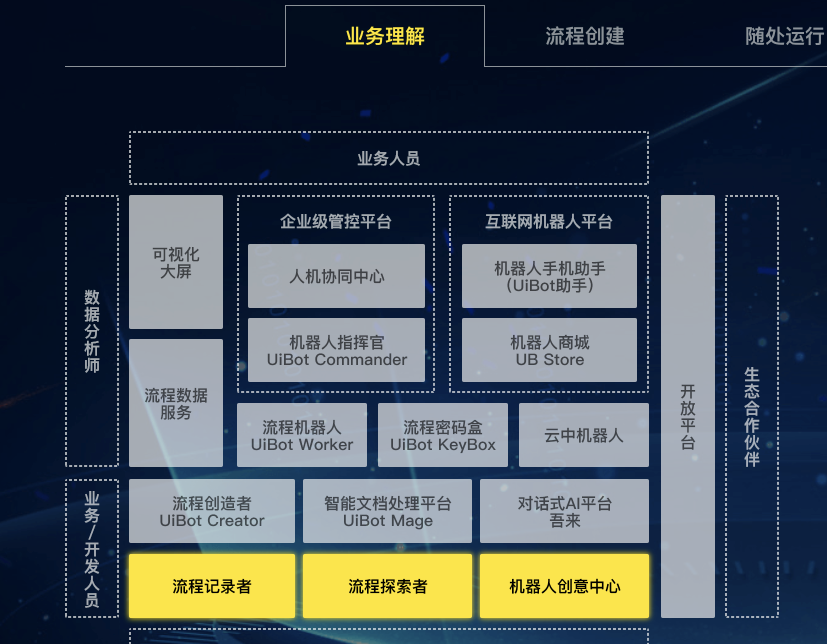 业务理解
流程创建
随处运行
业务人员
数据分析师
可视化
大屏
流程数据
服务
企业级管控平台
人机协同中心
机器人指挥官
UiBot Commander
互联网机器人平台
机器人手机助手
（UiBot助手）
机器人商城
UB Store
流程机器人
UiBot Worker
流程密码盒
UiBot KeyBox
云中机器人
开放平台
生态合作伙伴
业务/开发人员
流程创造者
UiBot Creator
智能文档处理平台
UiBot Mage
对话式AI平台
吾来
流程记录者
流程探索者
机器人创意中心